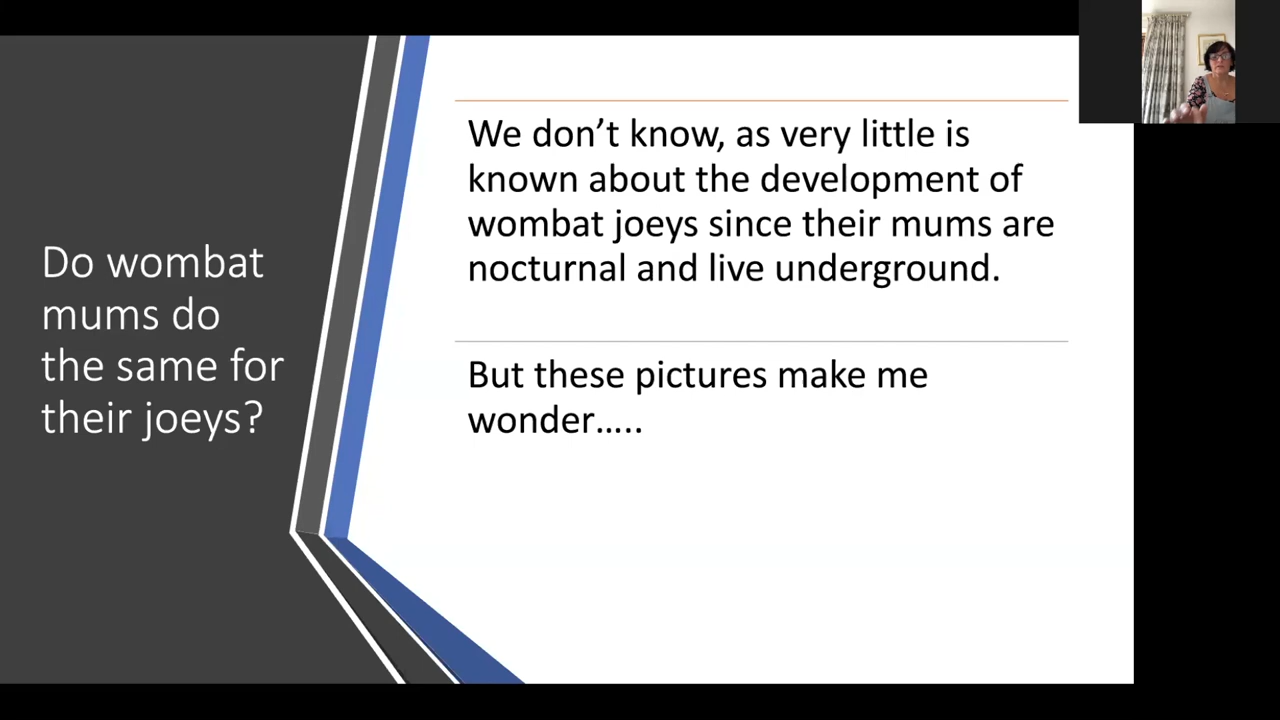 Do wombat
mums do
the same for
their joeys?
We don’t know, as very little is
known about the development of
wombat joeys since their mums are
nocturnal and live underground.
But these pictures make me
wonder…..